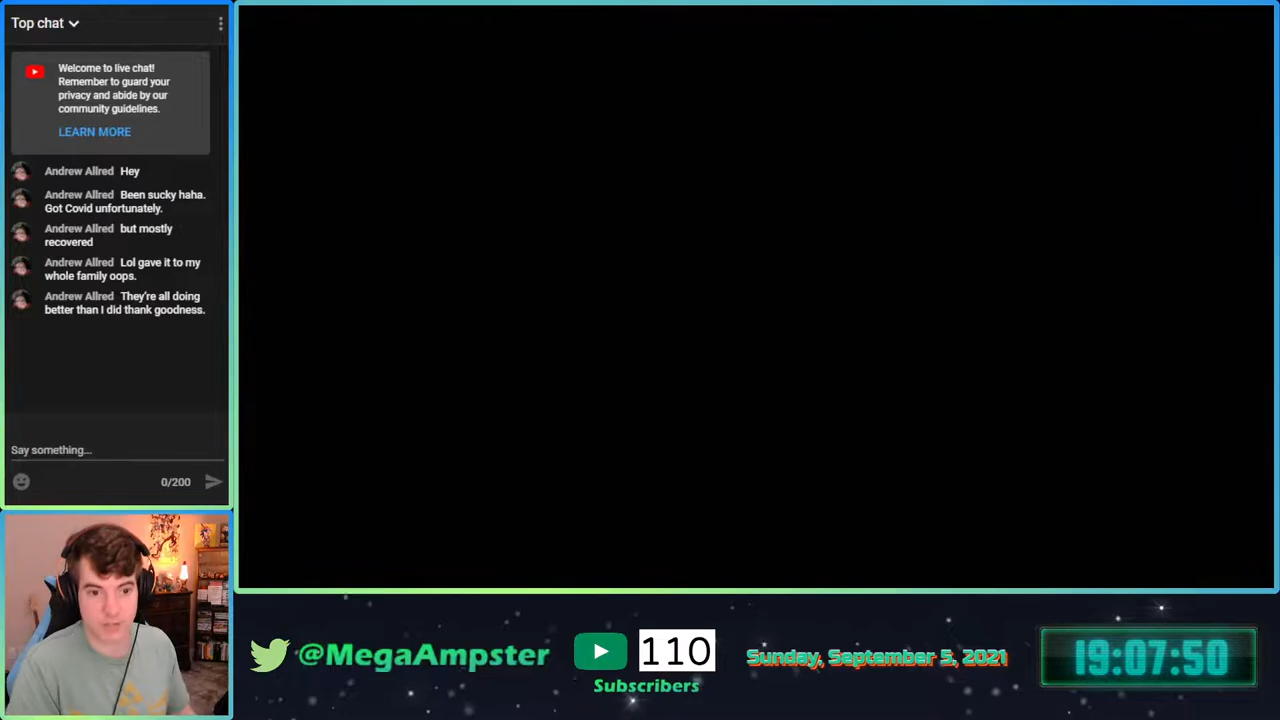 Top chat
Welcome to live chat!
Remember to guard your
privacy and abide by our
community guidelines.
LEARN MORE
Andrew Allred Hey
Andrew Allred Been sucky haha.
Got Covid unfortunately.
Andrew Allred but mostly
recovered
Andrew Allred Lol gave it to my
whole family oops.
Andrew Allred They're all doing
better than I did thank goodness.
Say something...
0/200
@MegaAmpster
110
Subscribers
Sunday, September 5, 2021
19:07:50